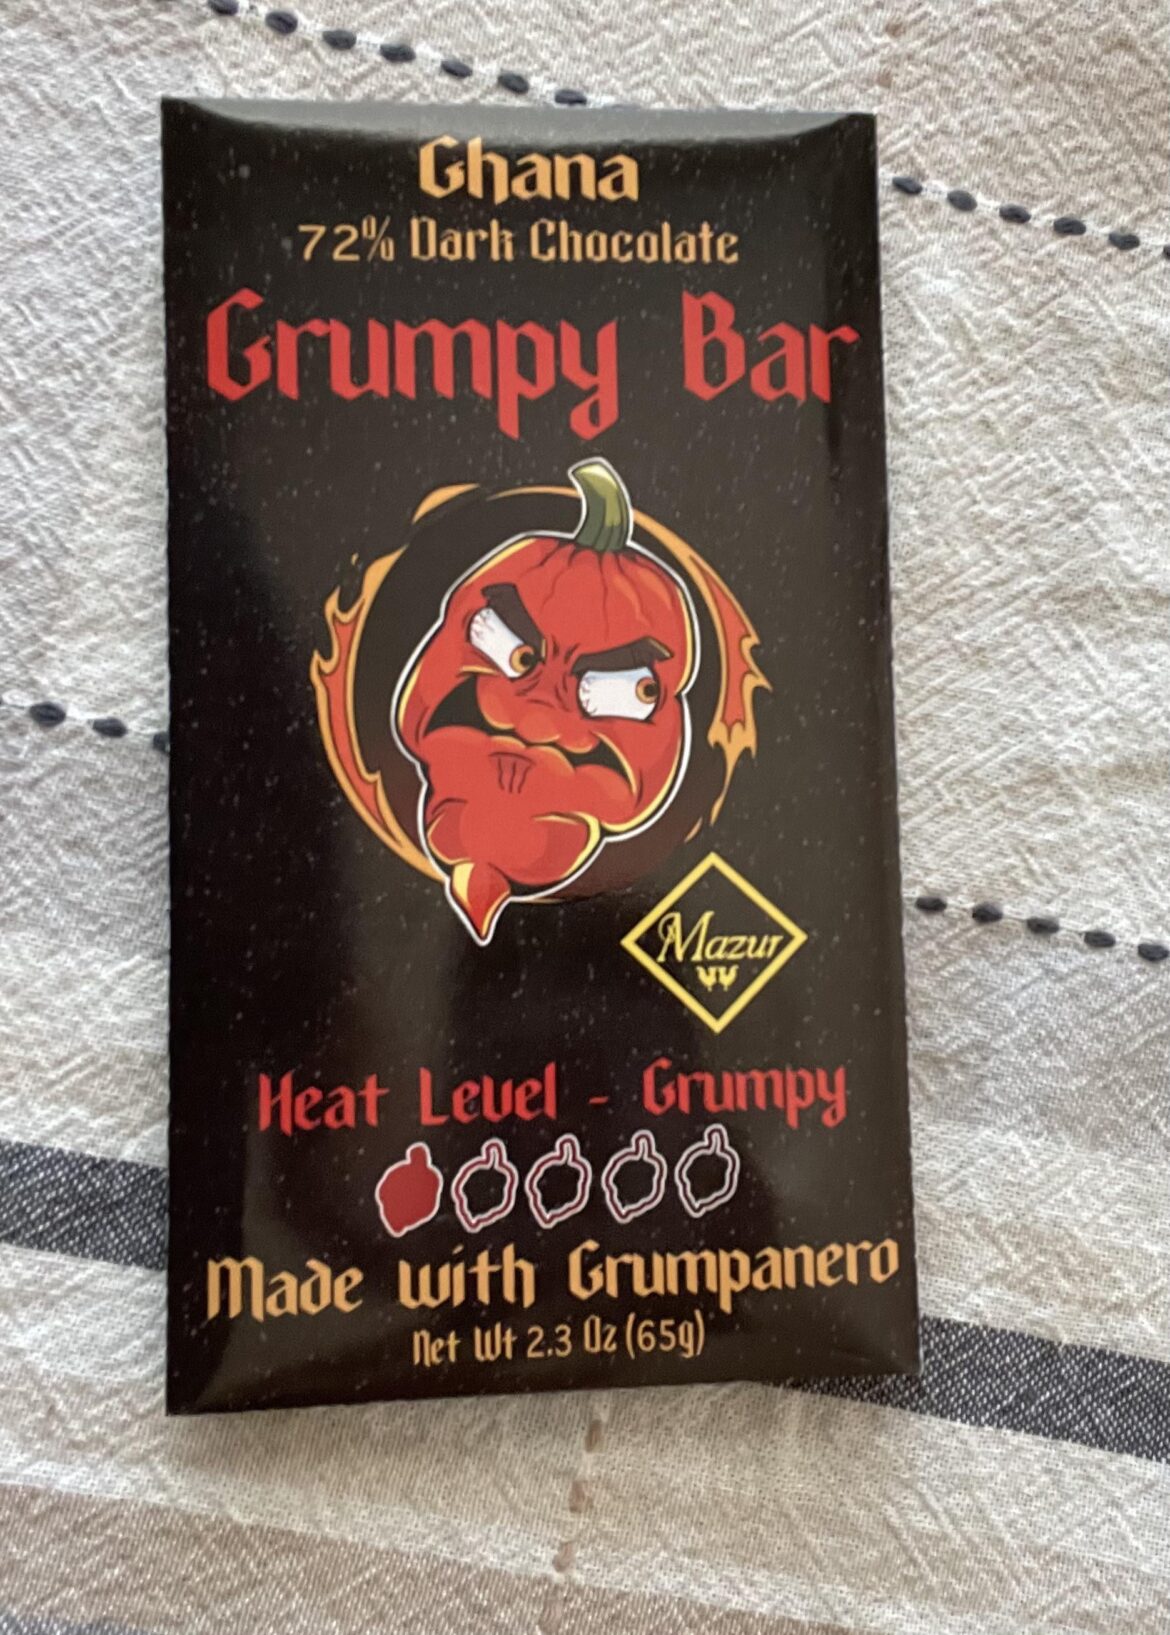 Ghana
72% Dark Chocolate
Grumpy Bar
Mazur
Heat Level - Grumpy
Made with Grumpanero
Net Wt 2.3 Oz (65g)